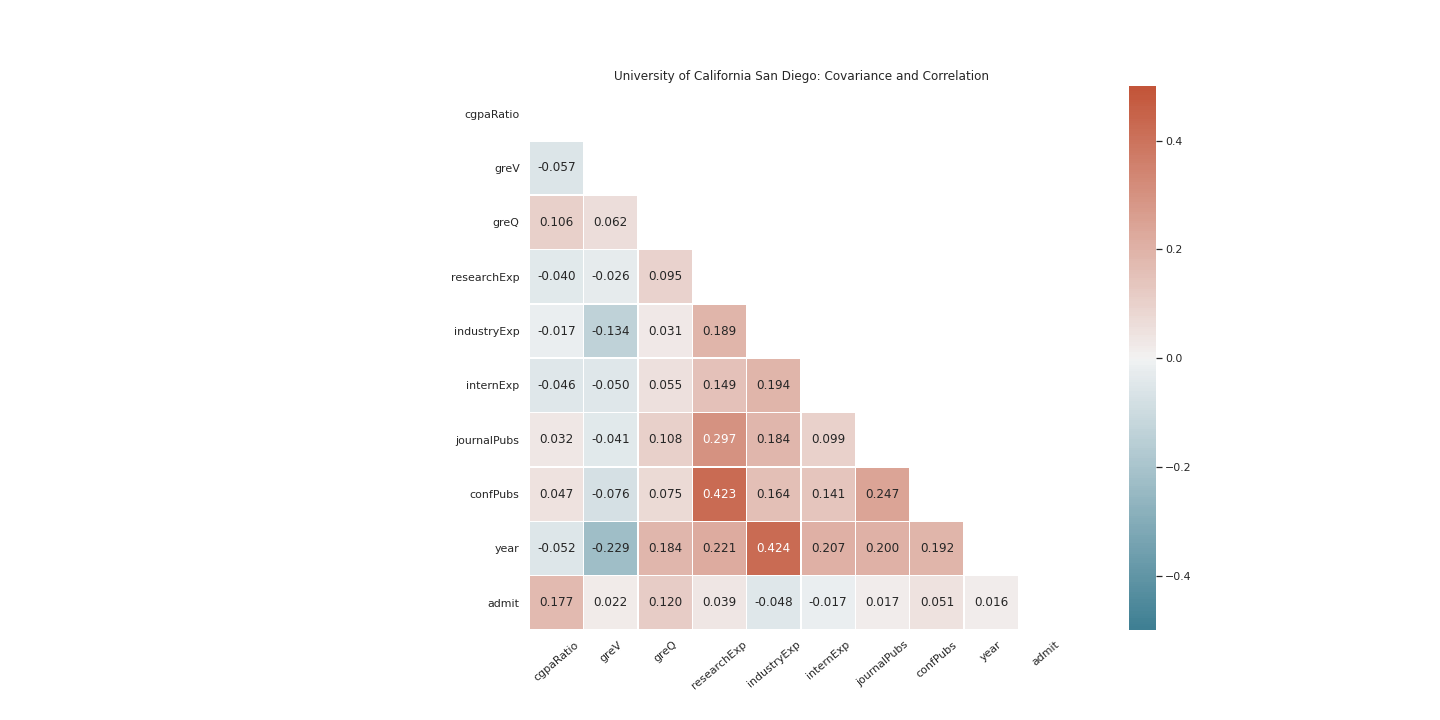 University of California San Diego: Covariance and Correlation
cgpaRatio
greV -0.057
greQ 0.106 0.062
researchExp -0.040 -0.026 0.095
industryExp -0.017 -0.134 0.031 0.189
internExp -0.046 -0.050 0.055 0.149 0.194
journalPubs 0.032 -0.041 0.108 0.297 0.184 0.099
confPubs 0.047 -0.076 0.075 0.423 0.164 0.141 0.247
year -0.052 -0.229 0.184 0.221 0.424 0.207 0.200 0.192
admit 0.177 0.022 0.120 0.039 -0.048 -0.017 0.017 0.051 0.016
cgpaRatio greV greQ researchExp industryExp internExp journalPubs confPubs year admit
0.4
0.2
0.0
−0.2
−0.4